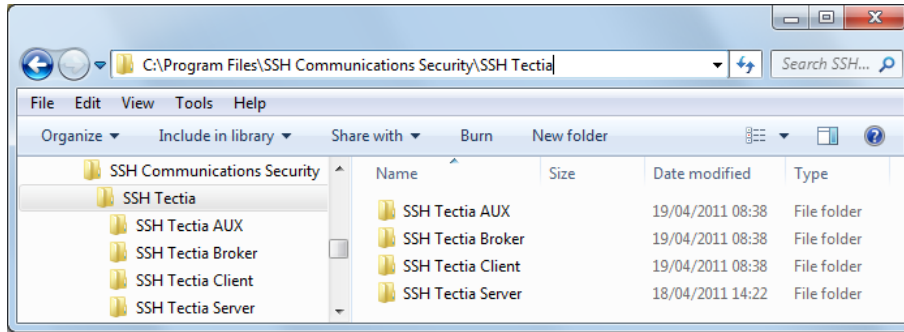 C:\Program Files\SSH Communications Security\SSH Tectia
Search SSH...
File Edit View Tools Help
Organize Include in library Share with Burn New folder
SSH Communications Security
SSH Tectia
SSH Tectia AUX
SSH Tectia Broker
SSH Tectia Client
SSH Tectia Server
Name Size Date modified Type
SSH Tectia AUX 19/04/2011 08:38 File folder
SSH Tectia Broker 19/04/2011 08:38 File folder
SSH Tectia Client 19/04/2011 08:38 File folder
SSH Tectia Server 18/04/2011 14:22 File folder